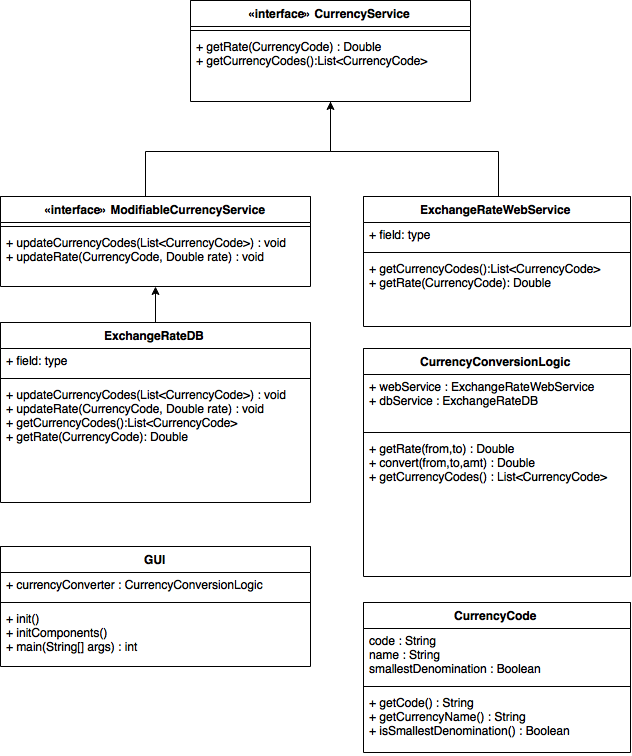 «interface» CurrencyService
+ getRate(CurrencyCode) : Double
+ getCurrencyCodes():List<CurrencyCode>
«interface» ModifiableCurrencyService
+ updateCurrencyCodes(List<CurrencyCode>) : void
+ updateRate(CurrencyCode, Double rate) : void
ExchangeRateWebService
+ field: type
+ getCurrencyCodes():List<CurrencyCode>
+ getRate(CurrencyCode): Double
ExchangeRateDB
+ field: type
+ updateCurrencyCodes(List<CurrencyCode>) : void
+ updateRate(CurrencyCode, Double rate) : void
+ getCurrencyCodes():List<CurrencyCode>
+ getRate(CurrencyCode): Double
CurrencyConversionLogic
+ webService : ExchangeRateWebService
+ dbService : ExchangeRateDB
+ getRate(from,to) : Double
+ convert(from,to,amt) : Double
+ getCurrencyCodes() : List<CurrencyCode>
GUI
+ currencyConverter : CurrencyConversionLogic
+ init()
+ initComponents()
+ main(String[] args) : int
CurrencyCode
code : String
name : String
smallestDenomination : Boolean
+ getCode() : String
+ getCurrencyName() : String
+ isSmallestDenomination() : Boolean